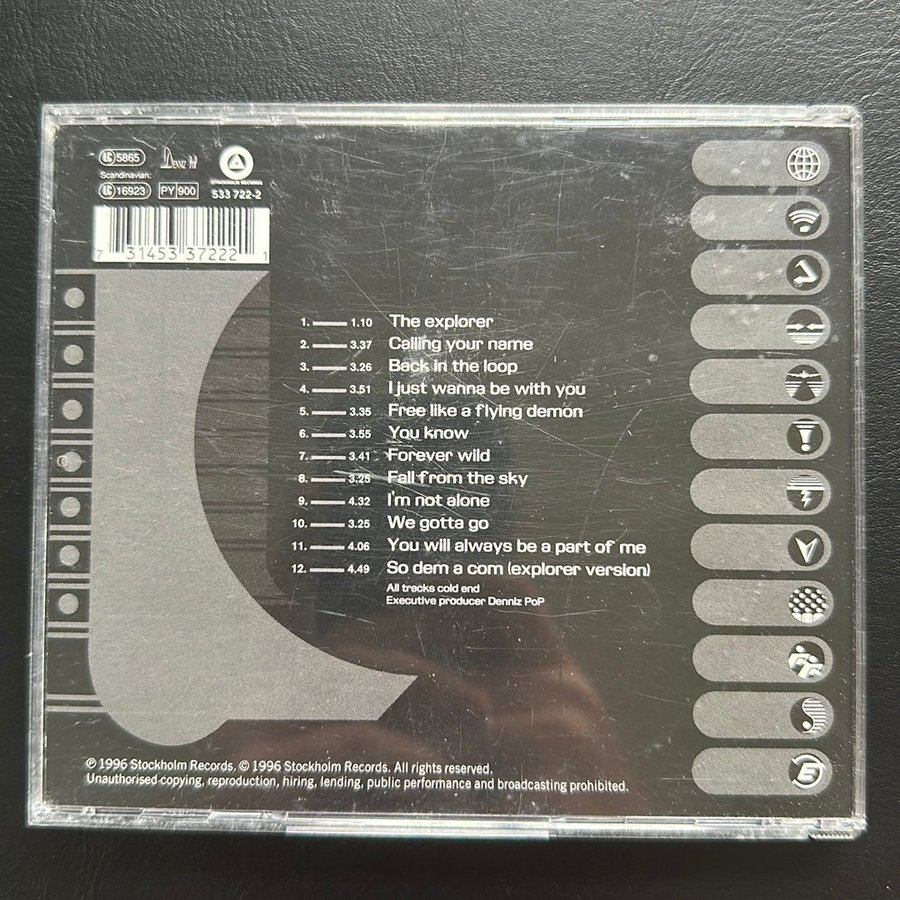 LC 5865
Denniz PoP
Scandinavian:
LC 16923 PY 900
STOCKHOLM RECORDS
533 722-2
7 31453 37222 1
1. 1.10 The explorer
2. 3.37 Calling your name
3. 3.26 Back in the loop
4. 3.51 I just wanna be with you
5. 3.35 Free like a flying demon
6. 3.55 You know
7. 3.41 Forever wild
8. 3.25 Fall from the sky
9. 4.32 I'm not alone
10. 3.25 We gotta go
11. 4.06 You will always be a part of me
12. 4.49 So dem a com (explorer version)
All tracks cold end
Executive producer Denniz PoP
℗ 1996 Stockholm Records. © 1996 Stockholm Records. All rights reserved.
Unauthorised copying, reproduction, hiring, lending, public performance and broadcasting prohibited.